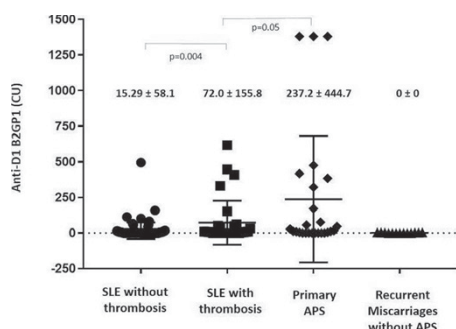 1500
p=0.05
1250
p=0.004
1000
15.29 ± 58.1 72.0 ± 155.8 237.2 ± 444.7 0 ± 0
750
500
250
0
-250
Anti-D1 B2GP1 (CU)
SLE without
thrombosis
SLE with
thrombosis
Primary
APS
Recurrent
Miscarriages
without APS